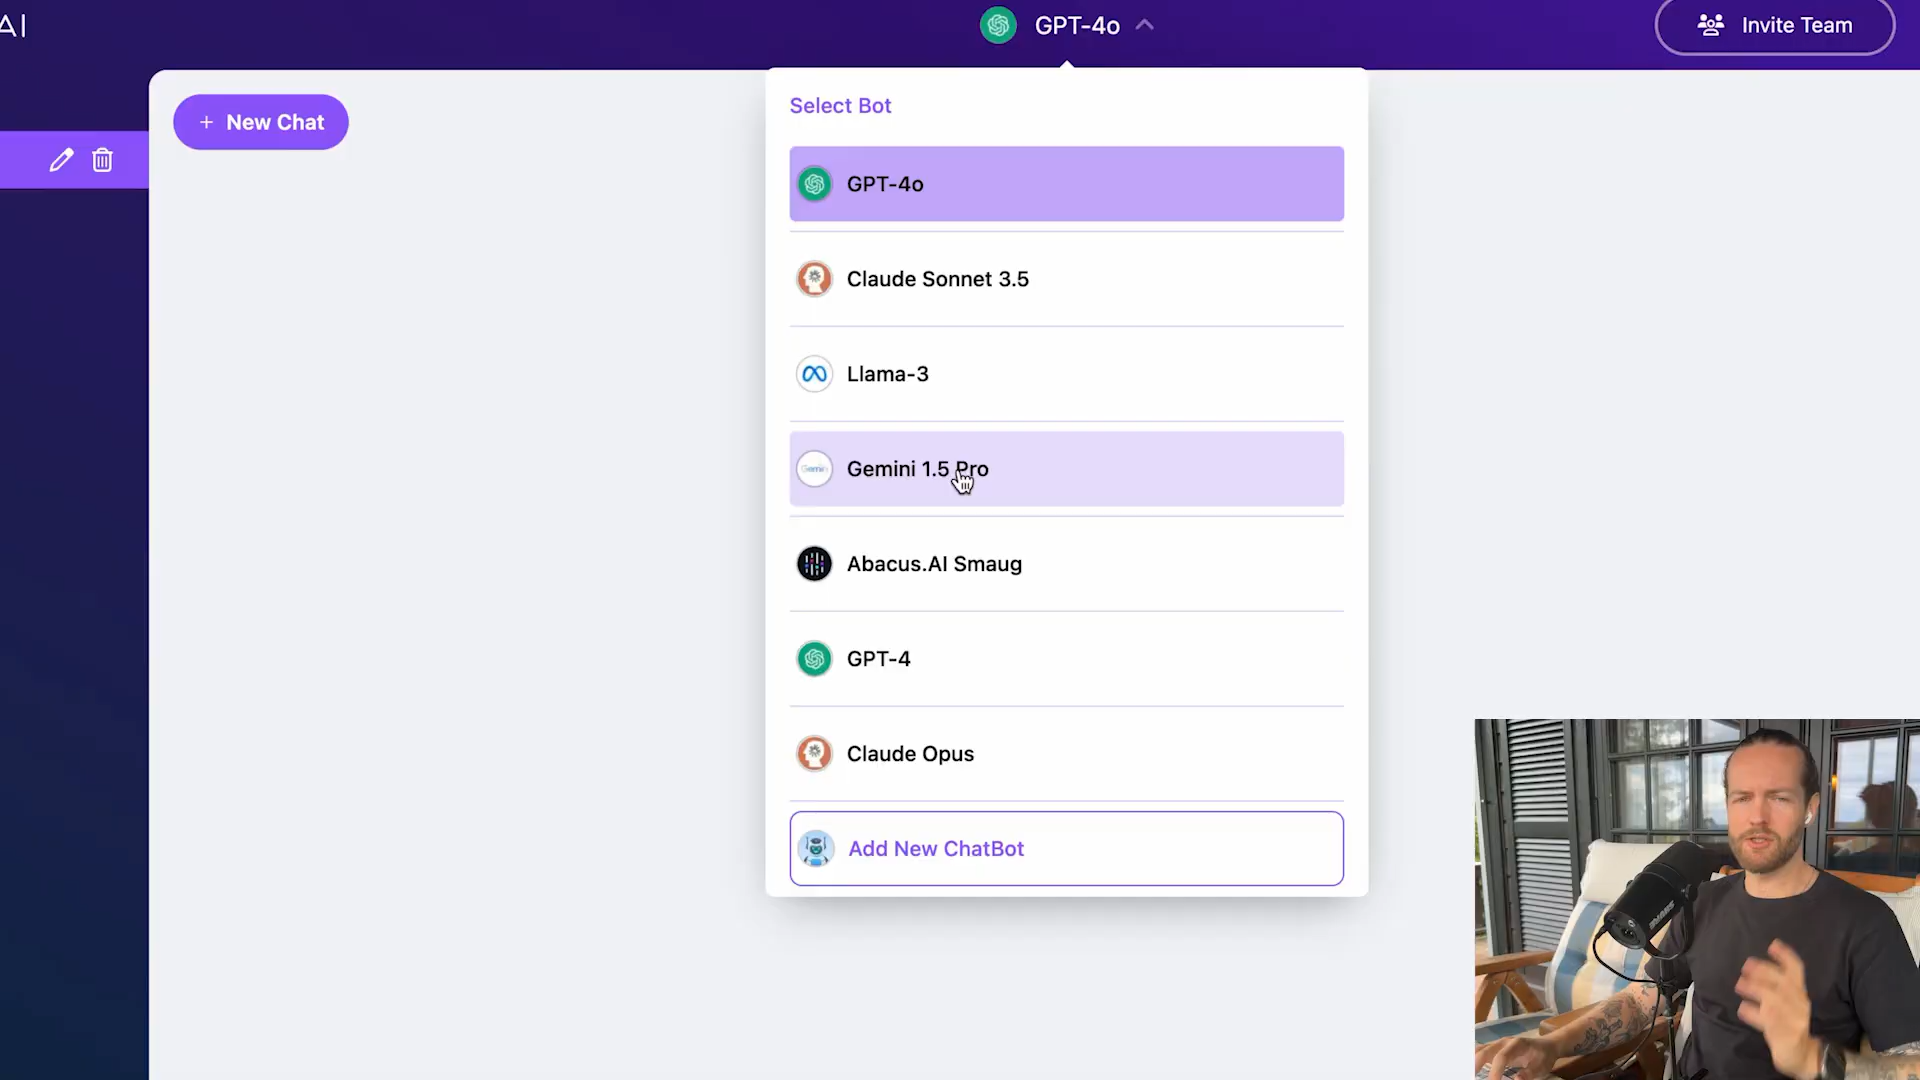 AI
GPT-4o
Invite Team
+ New Chat
Select Bot
GPT-4o
Claude Sonnet 3.5
Llama-3
Gemini 1.5 Pro
Abacus.AI Smaug
GPT-4
Claude Opus
Add New ChatBot